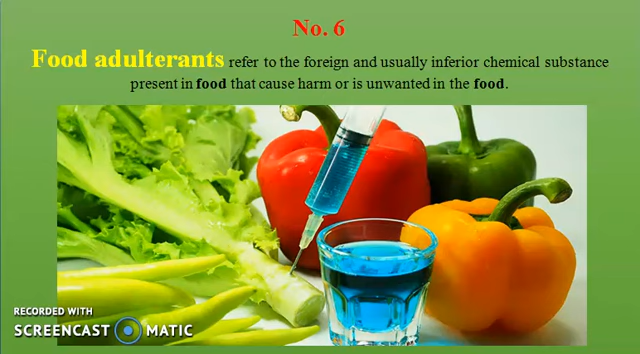 No. 6
Food adulterants refer to the foreign and usually inferior chemical substance
present in food that cause harm or is unwanted in the food.
RECORDED WITH
SCREENCAST MATIC